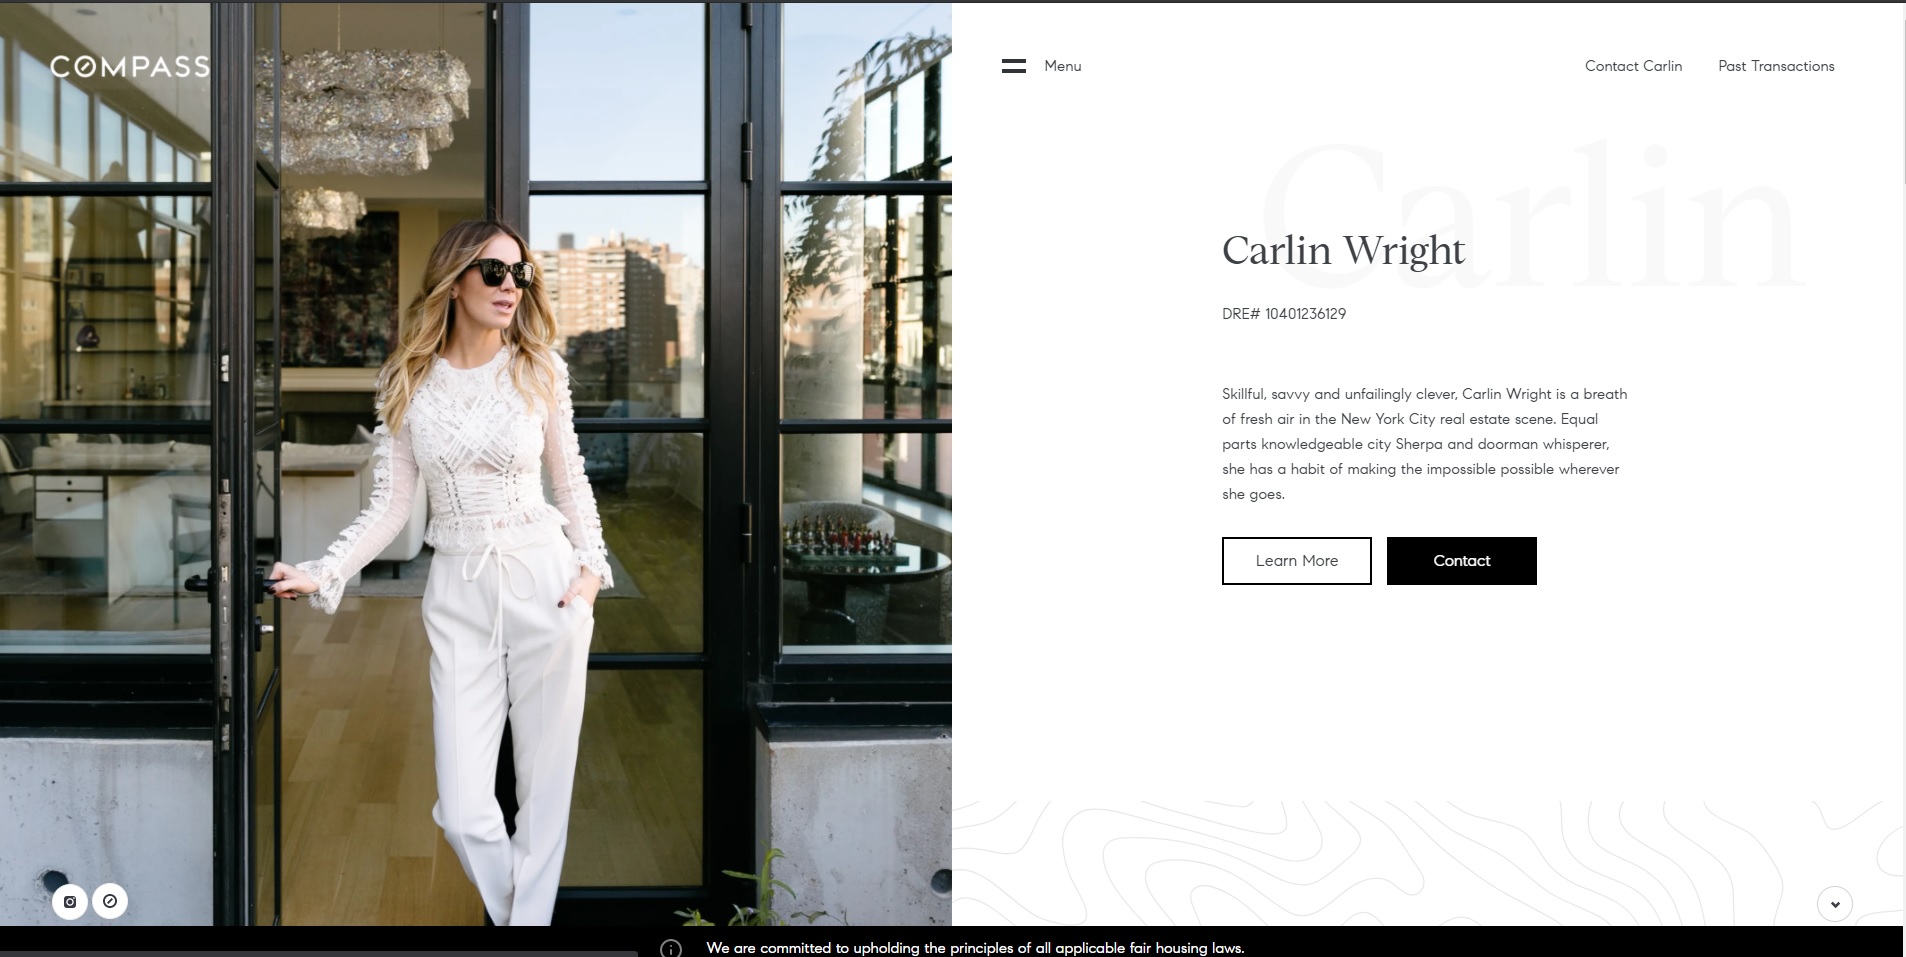 COMPASS
Menu
Contact Carlin
Past Transactions
Carlin
Carlin Wright
DRE# 10401236129
Skillful, savvy and unfailingly clever, Carlin Wright is a breath
of fresh air in the New York City real estate scene. Equal
parts knowledgeable city Sherpa and doorman whisperer,
she has a habit of making the impossible possible wherever
she goes.
Learn More
Contact
We are committed to upholding the principles of all applicable fair housing laws.